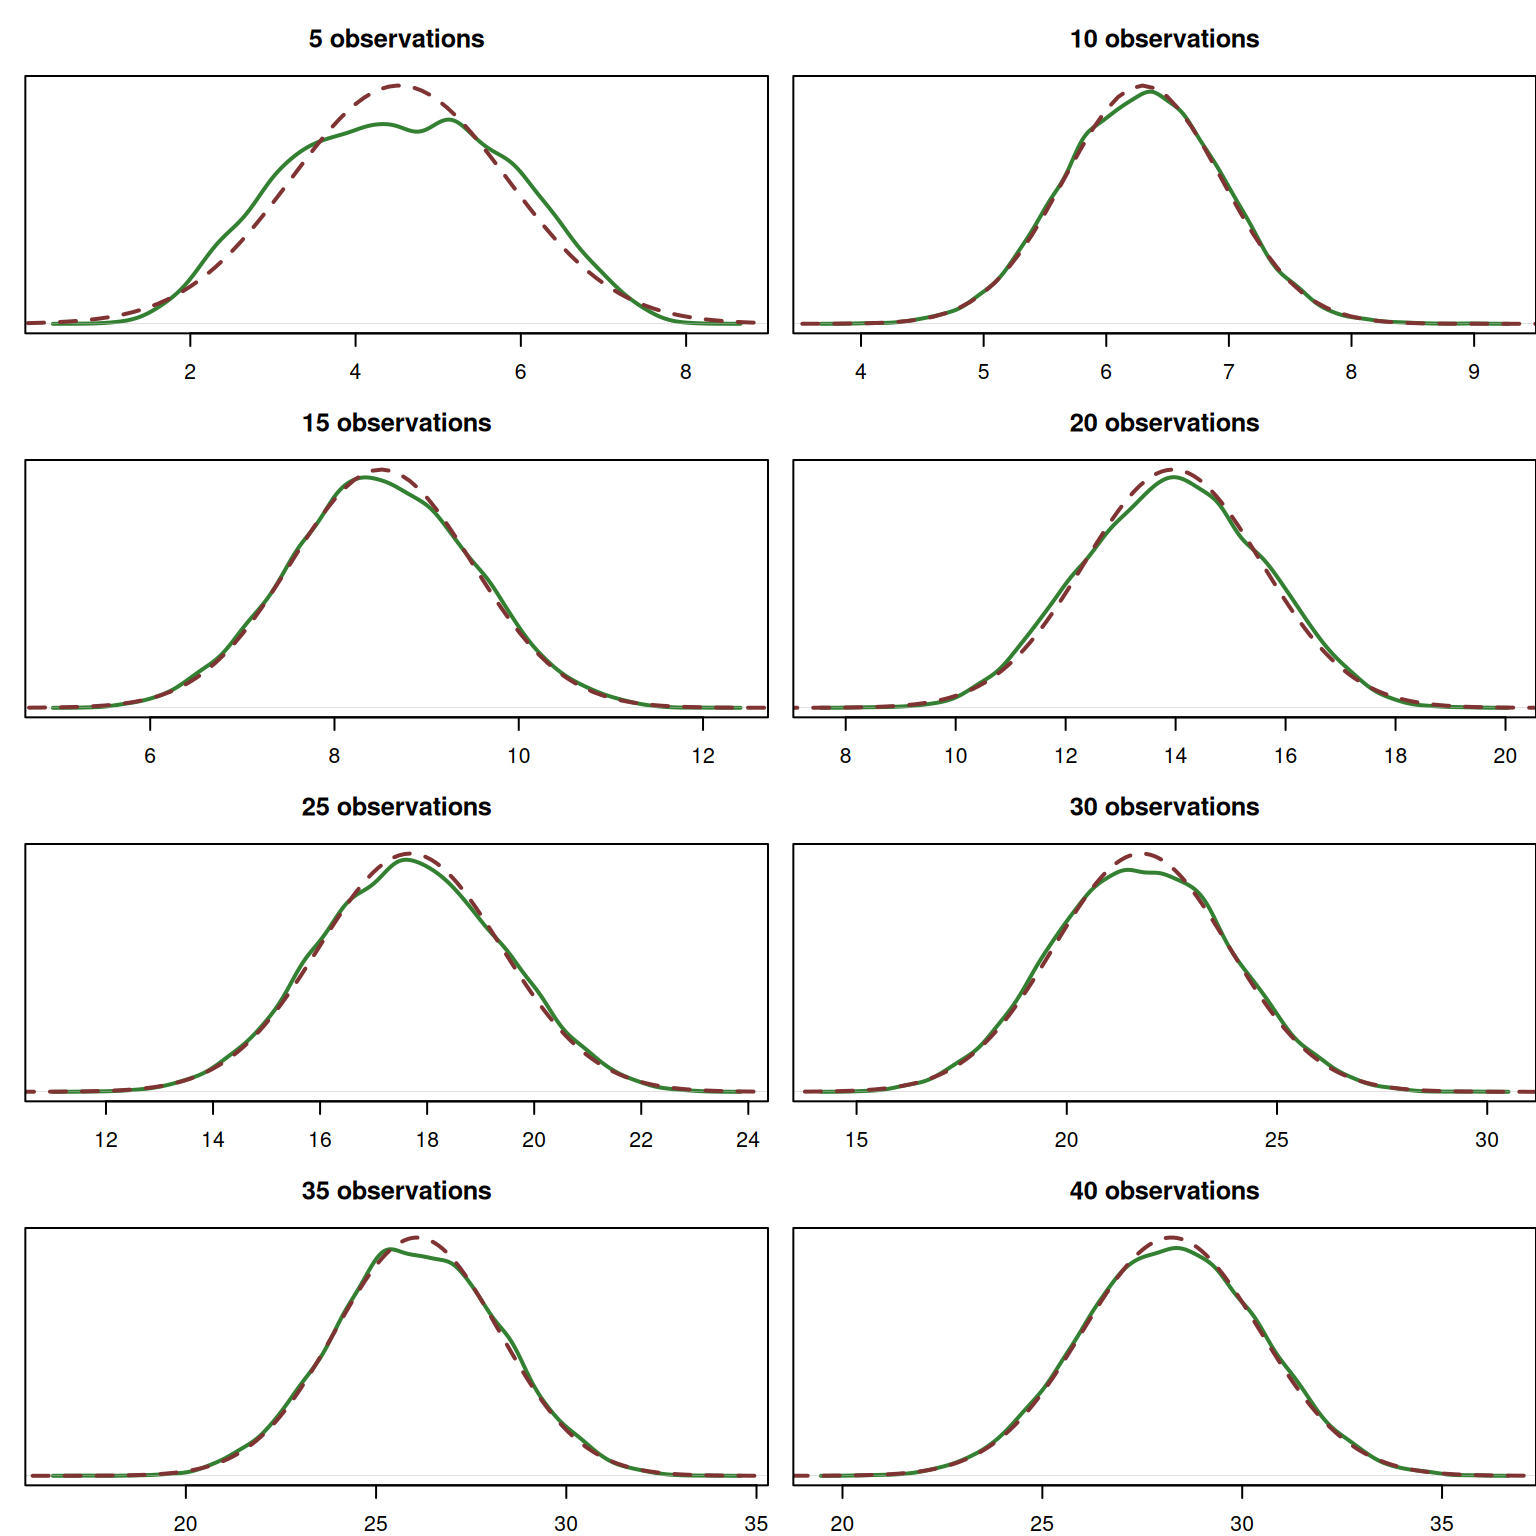 5 observations
10 observations
2 4 6 8
4 5 6 7 8 9
15 observations
20 observations
6 8 10 12
8 10 12 14 16 18 20
25 observations
30 observations
12 14 16 18 20 22 24
15 20 25 30
35 observations
40 observations
20 25 30 35
20 25 30 35